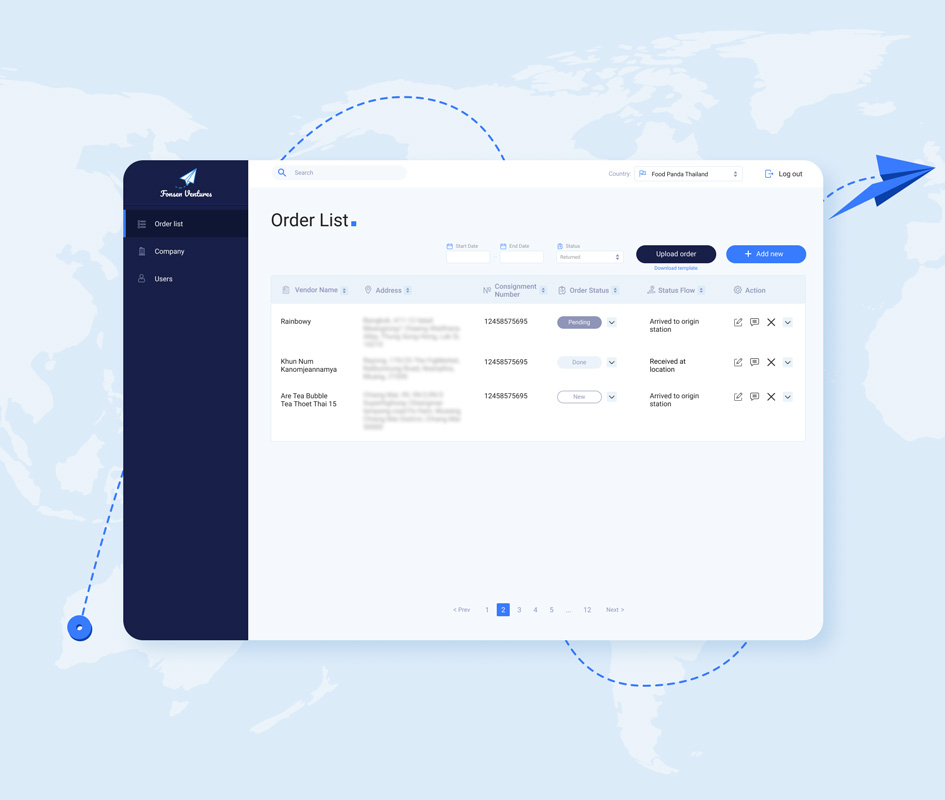 Fonsen Ventures
Order list
Company
Users
Search
Country:
Food Panda Thailand
Log out
Order List
Start Date
End Date
Status
Returned
Upload order
Download template
+ Add new
Vendor Name
Address
Consignment
Number
Order Status
Status Flow
Action
Rainbowy
12458575695
Pending
Arrived to origin
station
Khun Num
Kanomjeannamya
12458575695
Done
Received at
location
Are Tea Bubble
Tea Thoet Thai 15
12458575695
New
Arrived to origin
station
< Prev 1 2 3 4 5 ... 12 Next >